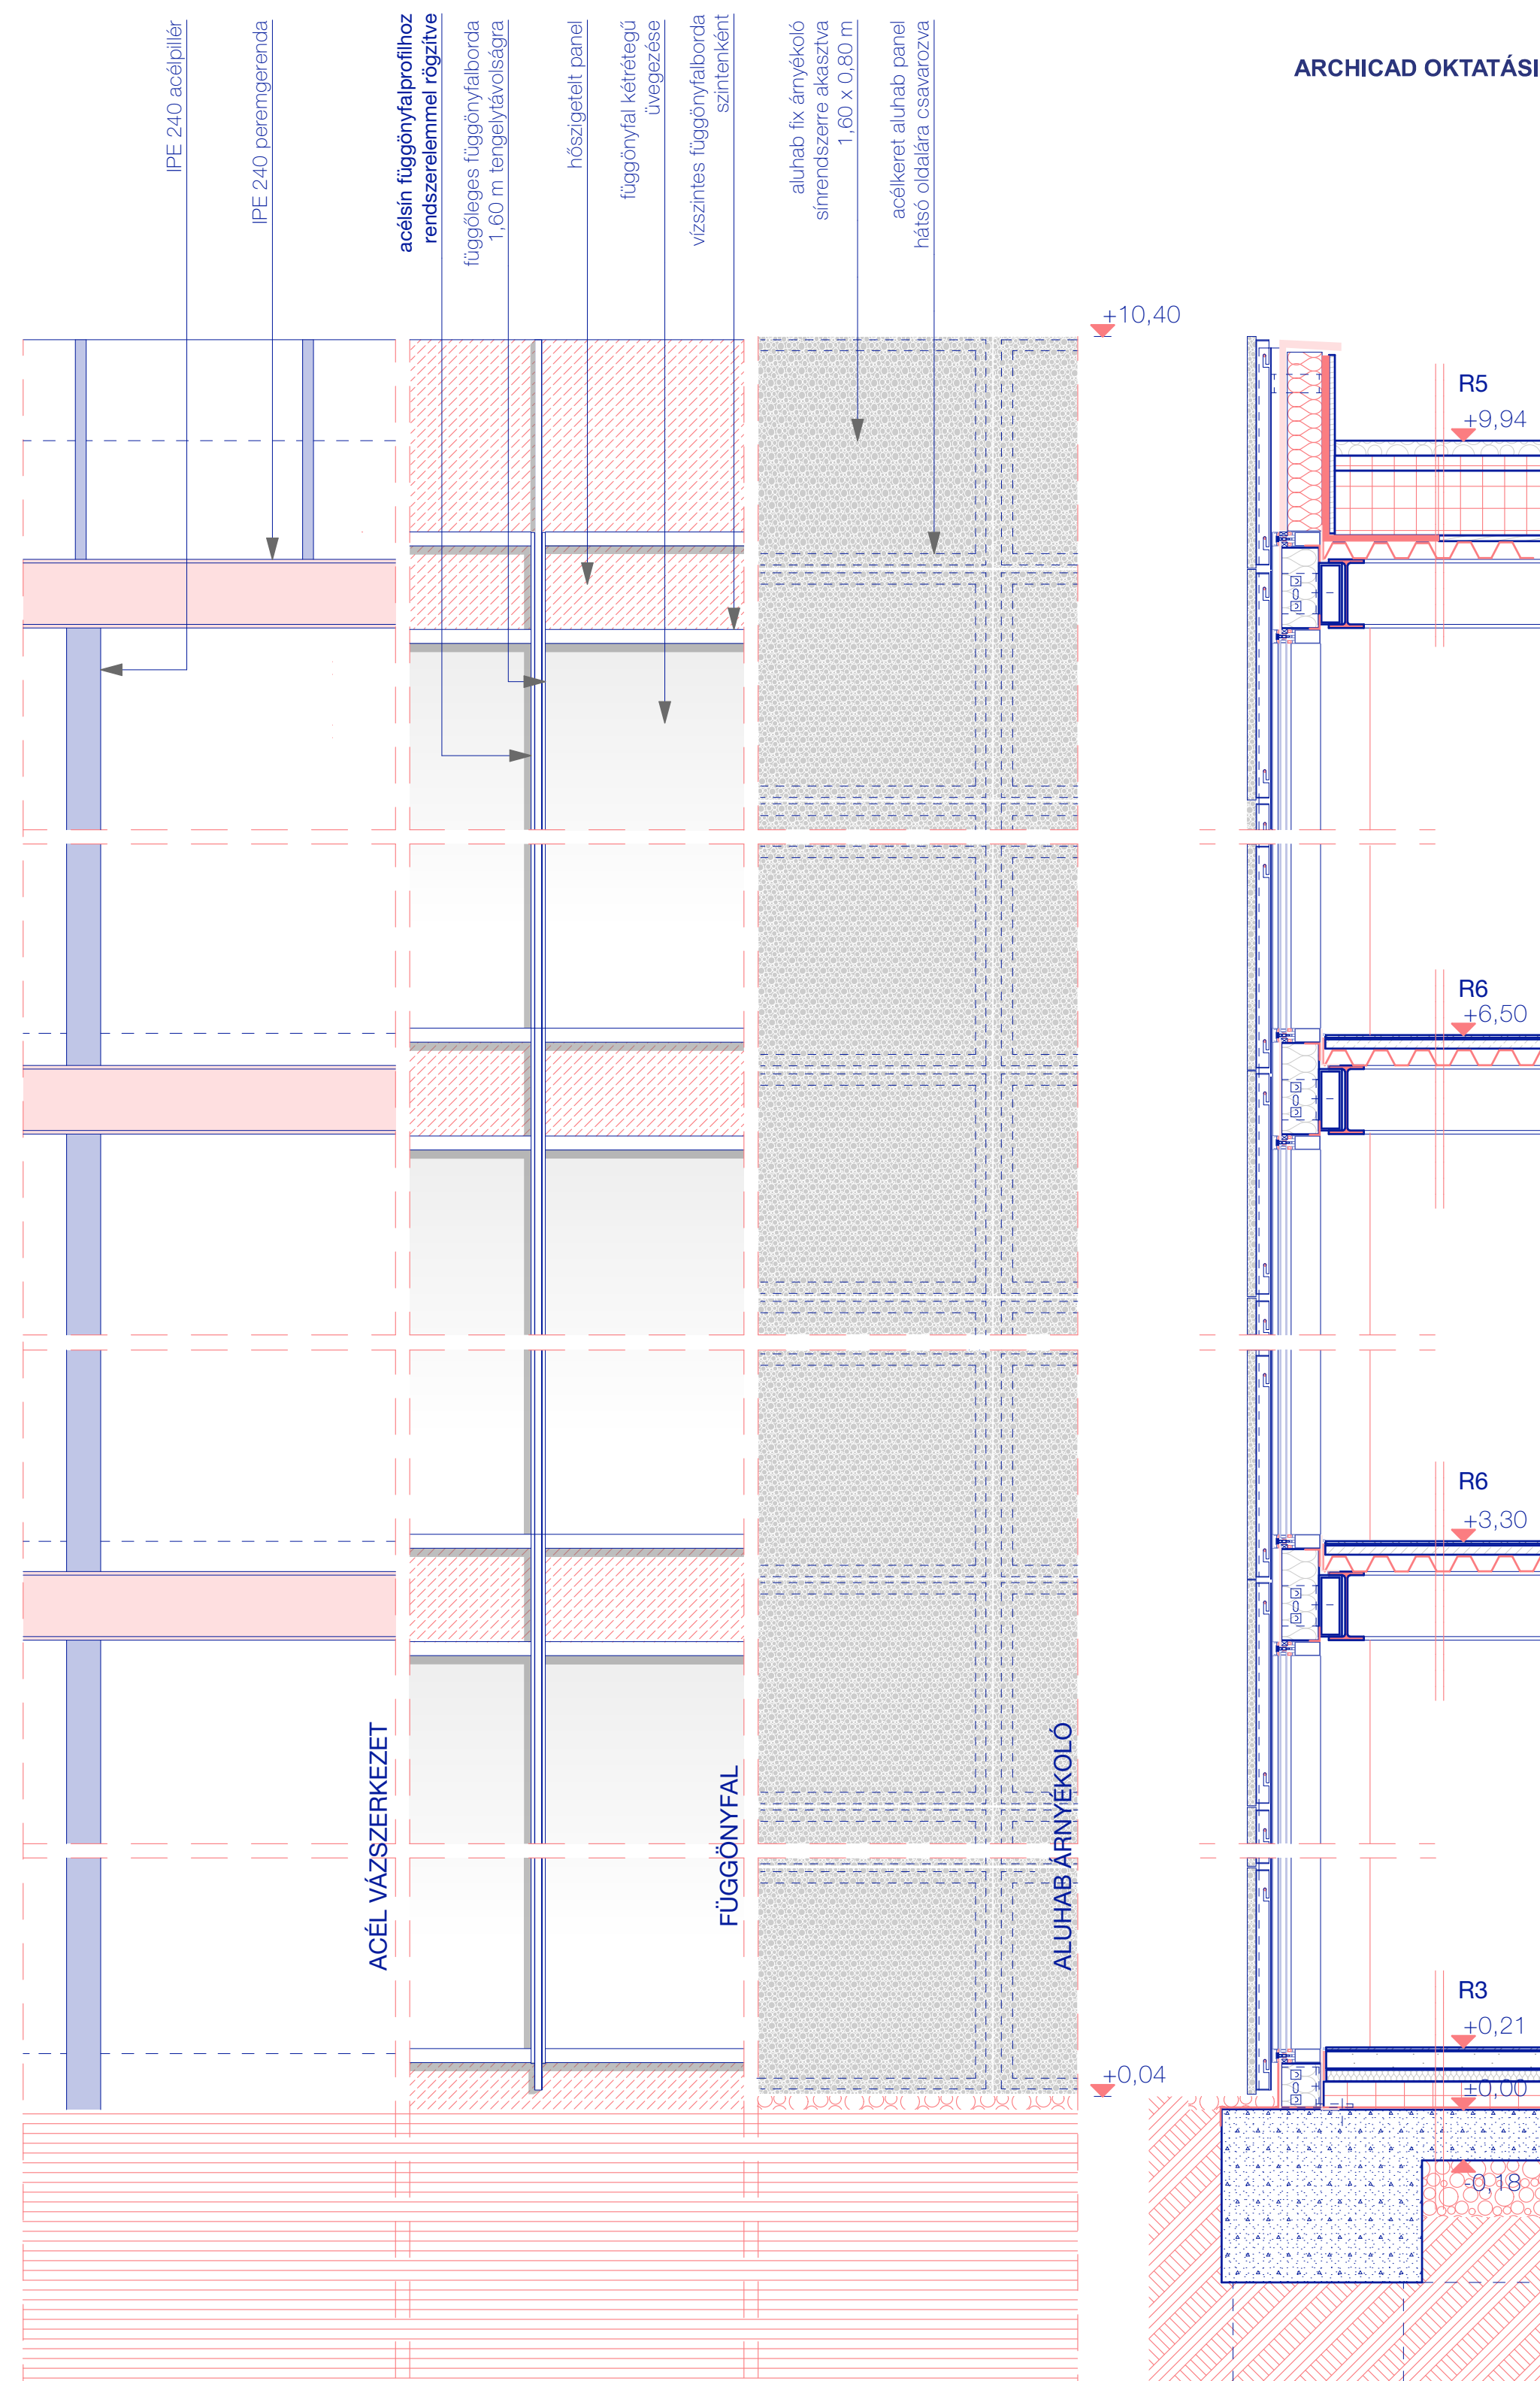 IPE 240 acélpillér
IPE 240 peremgerenda
acélsín függönyfalprofilhoz
rendszerelemmel rögzítve
függőleges függönyfalborda
1,60 m tengelytávolságra
hőszigetelt panel
függönyfal kétrétegű
üvegezése
vízszintes függönyfalborda
szintenként
aluhab fix árnyékoló
sínrendszerre akasztva
1,60 x 0,80 m
acélkeret aluhab panel
hátsó oldalára csavarozva
ARCHICAD OKTATÁSI
+10,40
R5
+9,94
R6
+6,50
R6
+3,30
ACÉL VÁZSZERKEZET
FÜGGÖNYFAL
ALUHAB ÁRNYÉKOLÓ
R3
+0,21
+0,04
±0,00
-0,18